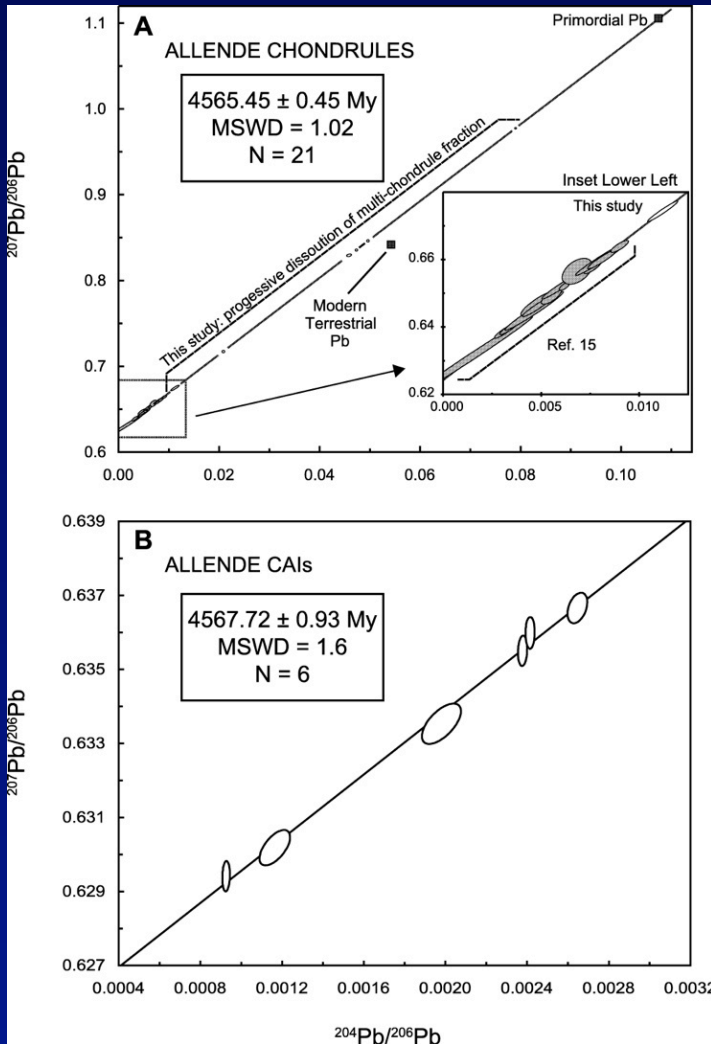 A
ALLENDE CHONDRULES
4565.45 ± 0.45 My
MSWD = 1.02
N = 21
Primordial Pb
This study: progessive dissoution of multi-chondrule fraction
Modern
Terrestrial
Pb
Inset Lower Left
This study
Ref. 15
0.66
0.64
0.62
0.000
0.005
0.010
²⁰⁷Pb/²⁰⁶Pb
1.1
1.0
0.9
0.8
0.7
0.6
0.00
0.02
0.04
0.06
0.08
0.10
B
ALLENDE CAIs
4567.72 ± 0.93 My
MSWD = 1.6
N = 6
²⁰⁷Pb/²⁰⁶Pb
0.639
0.637
0.635
0.633
0.631
0.629
0.627
0.0004
0.0008
0.0012
0.0016
0.0020
0.0024
0.0028
0.0032
²⁰⁴Pb/²⁰⁶Pb